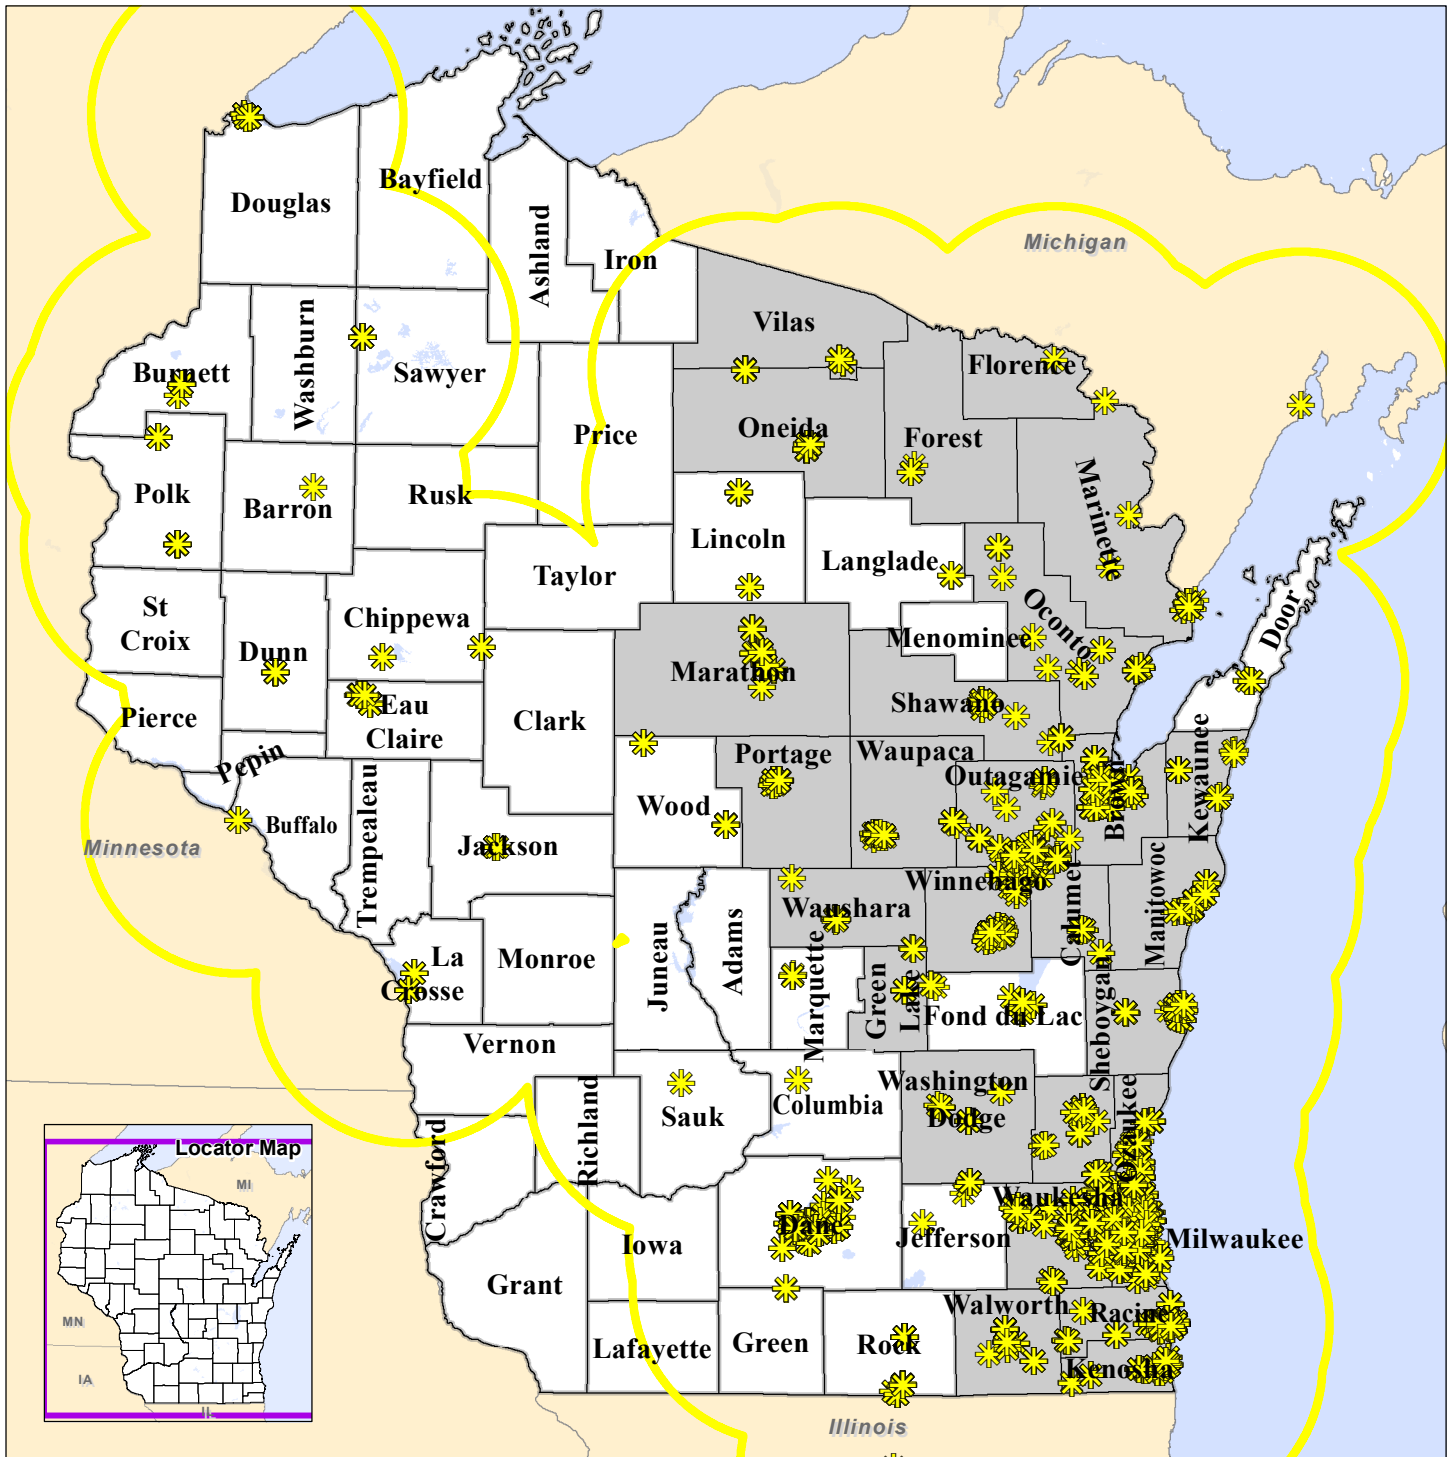 Bayfield
Douglas
Ashland
Iron
Michigan
Vilas
Washburn
Burnett
Sawyer
Florence
Price
Oneida
Forest
Polk
Barron
Rusk
Marinette
Lincoln
Langlade
Taylor
St
Croix
Chippewa
Oconto
Door
Menominee
Dunn
Marathon
Shawano
Pierce
Eau
Claire
Clark
Pepin
Portage
Waupaca
Outagamie
Brown
Kewaunee
Wood
Buffalo
Trempealeau
Minnesota
Jackson
Winnebago
Waushara
Calumet
Manitowoc
La
Crosse
Monroe
Juneau
Adams
Marquette
Green
Lake
Fond du Lac
Sheboygan
Vernon
Richland
Sauk
Columbia
Washington
Dodge
Ozaukee
Crawford
Waukesha
Dane
Jefferson
Milwaukee
Iowa
Grant
Walworth
Racine
Lafayette
Green
Rock
Kenosha
Illinois
Locator Map
MI
MN
IA
IL